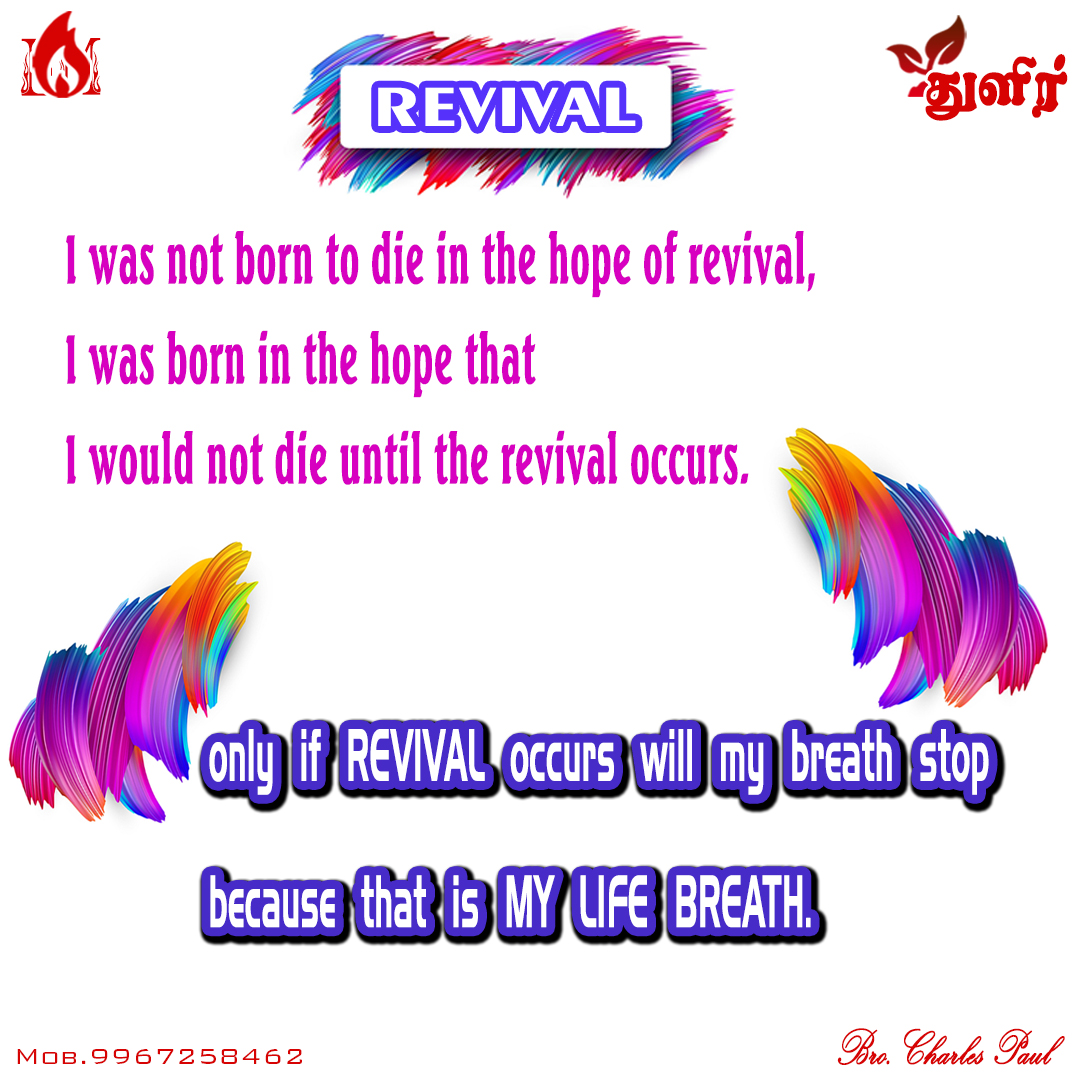 துளிர்
REVIVAL
I was not born to die in the hope of revival,
I was born in the hope that
I would not die until the revival occurs.
only if REVIVAL occurs will my breath stop
because that is MY LIFE BREATH.
Mob.9967258462
Bro. Charles Paul